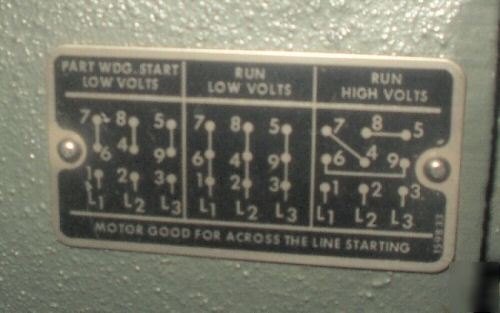 PART WDG. START RUN RUN
LOW VOLTS LOW VOLTS HIGH VOLTS
7 8 5 7 8 5 7 8 5
6 4 9 6 4 9 6 4 9
1 2 3 1 2 3 1 2 3
L1 L2 L3 L1 L2 L3 L1 L2 L3
MOTOR GOOD FOR ACROSS THE LINE STARTING
159833